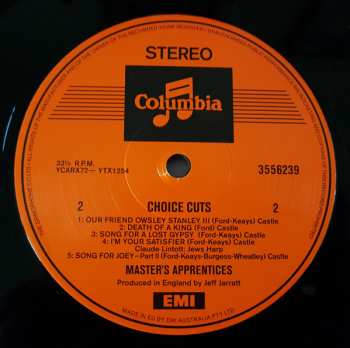 STEREO
Columbia
33⅓ R.P.M.
YCARX72— YTX1254
3556239
2 CHOICE CUTS 2
1: OUR FRIEND OWSLEY STANLEY III (Ford-Keays) Castle
2: DEATH OF A KING (Ford) Castle
3: SONG FOR A LOST GYPSY (Ford-Keays) Castle
4: I'M YOUR SATISFIER (Ford-Keays) Castle
Claude Lintott: Jews Harp
5: SONG FOR JOEY—Part II (Ford-Keays-Burgess-Wheatley) Castle
MASTER'S APPRENTICES
Produced in England by Jeff Jarratt
EMI
MADE IN EU BY EMI AUSTRALIA PTY LTD